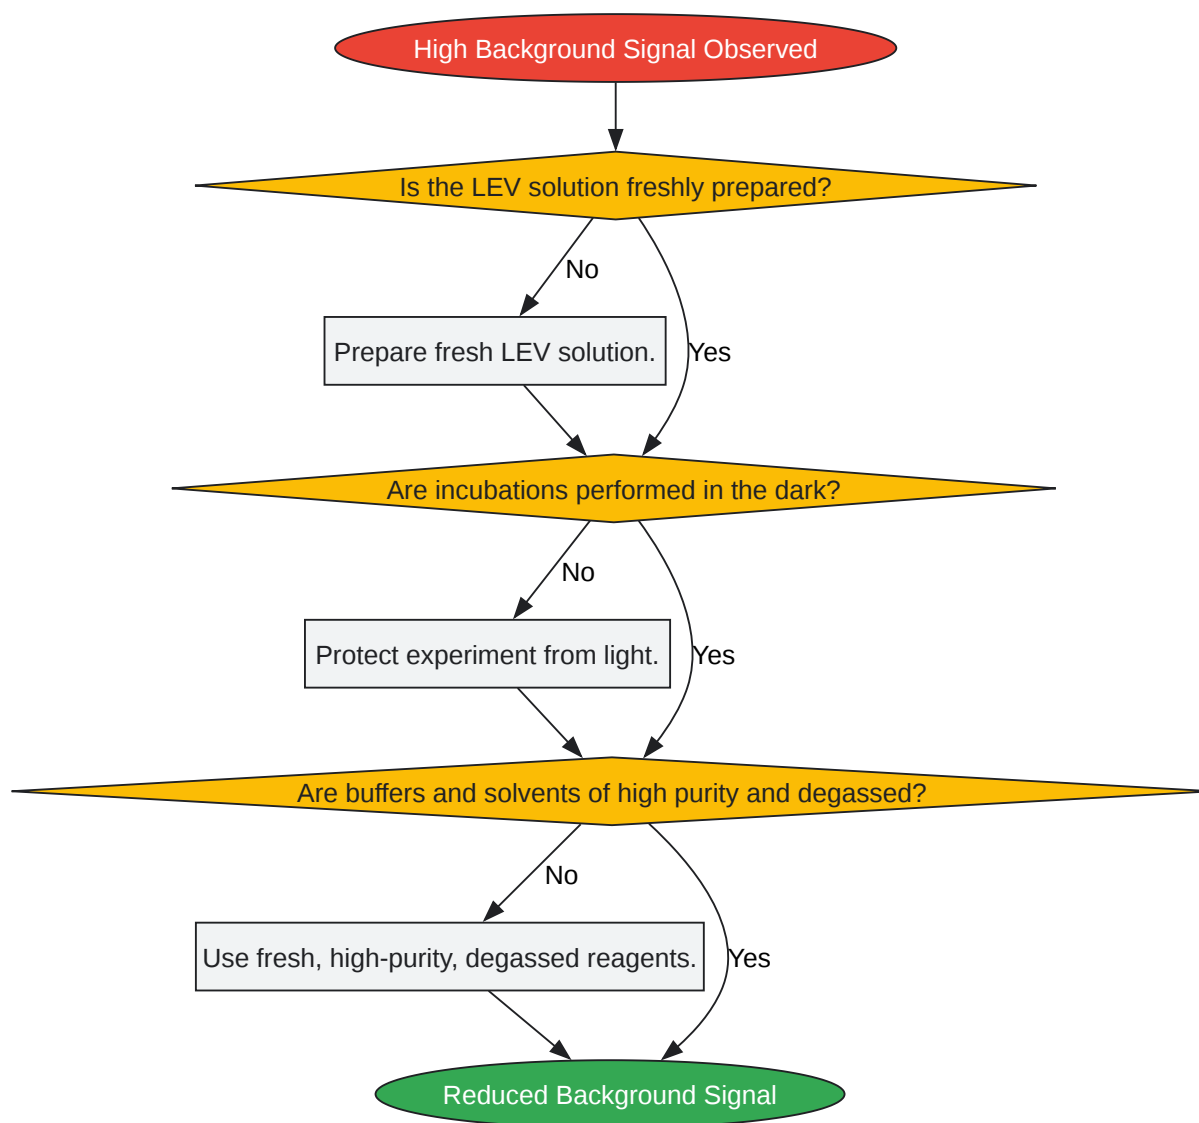 High Background Signal Observed
Is the LEV solution freshly prepared?
No
Prepare fresh LEV solution.
Yes
Are incubations performed in the dark?
No
Protect experiment from light.
Yes
Are buffers and solvents of high purity and degassed?
No
Use fresh, high-purity, degassed reagents.
Yes
Reduced Background Signal